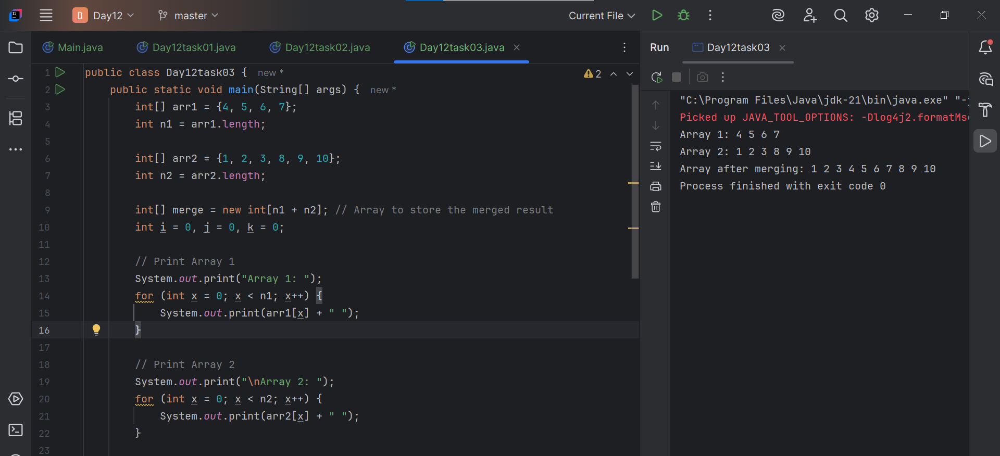 D Day12 master Current File
Main.java Day12task01.java Day12task02.java Day12task03.java
1 public class Day12task03 { new *
2 public static void main(String[] args) { new *
3 int[] arr1 = {4, 5, 6, 7};
4 int n1 = arr1.length;
5
6 int[] arr2 = {1, 2, 3, 8, 9, 10};
7 int n2 = arr2.length;
8
9 int[] merge = new int[n1 + n2]; // Array to store the merged result
10 int i = 0, j = 0, k = 0;
11
12 // Print Array 1
13 System.out.print("Array 1: ");
14 for (int x = 0; x < n1; x++) {
15 System.out.print(arr1[x] + " ");
16 }
17
18 // Print Array 2
19 System.out.print("\nArray 2: ");
20 for (int x = 0; x < n2; x++) {
21 System.out.print(arr2[x] + " ");
22 }
23
2
Run Day12task03
"C:\Program Files\Java\jdk-21\bin\java.exe" "-
Picked up JAVA_TOOL_OPTIONS: -Dlog4j2.formatMs
Array 1: 4 5 6 7
Array 2: 1 2 3 8 9 10
Array after merging: 1 2 3 4 5 6 7 8 9 10
Process finished with exit code 0